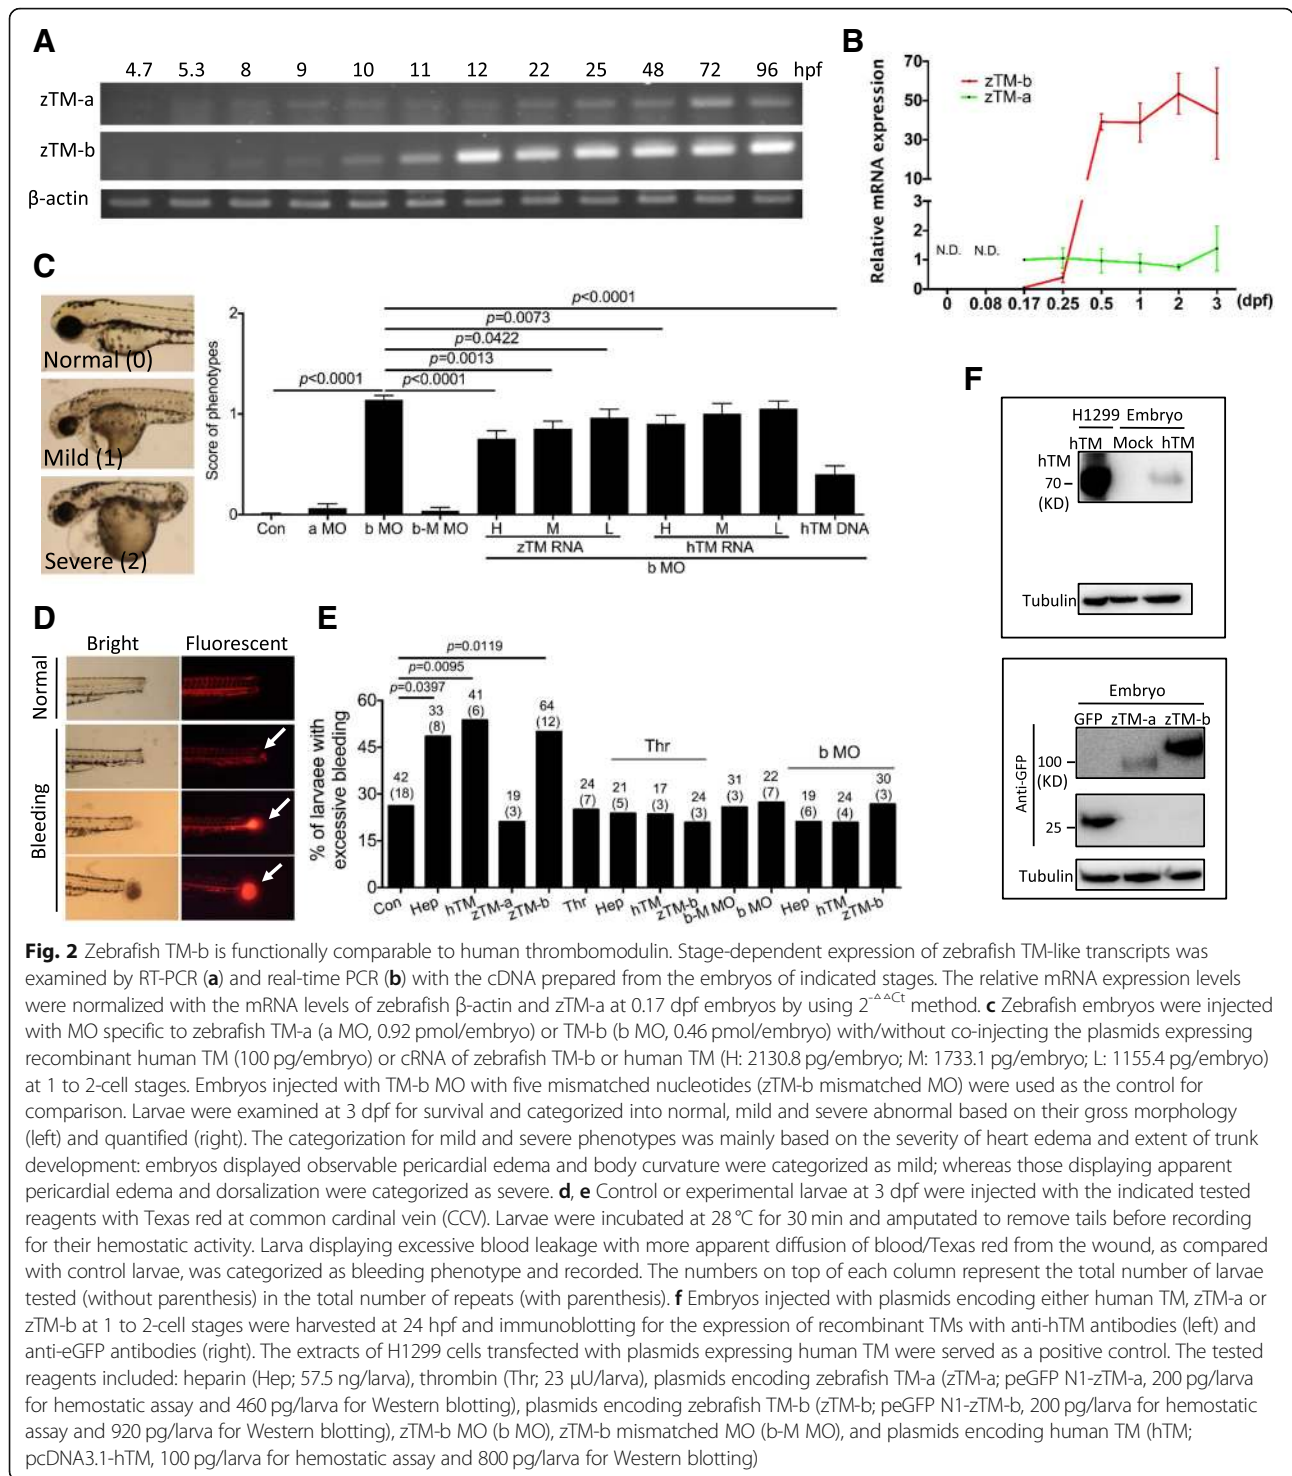 A
4.7 5.3 8 9 10 11 12 22 25 48 72 96 hpf
zTM-a
zTM-b
β-actin
B
Relative mRNA expression
70
50
30
10
3
2
1
0
zTM-b
zTM-a
N.D. N.D.
0 0.08 0.17 0.25 0.5 1 2 3 (dpf)
C
Normal (0)
Mild (1)
Severe (2)
Score of phenotypes
2
1
0
p<0.0001
p=0.0073
p=0.0422
p=0.0013
p<0.0001 p<0.0001
Con a MO b MO b-M MO H M L H M L hTM DNA
zTM RNA hTM RNA
b MO
D
Bright Fluorescent
Normal
Bleeding
E
% of larvaee with
excessive bleeding
60
45
30
15
0
p=0.0119
p=0.0095
p=0.0397
42 33 41 19 64 24 21 17 24 31 22 19 24 30
(18) (8) (6) (3) (12) (7) (5) (3) (3) (3) (7) (6) (4) (3)
Thr
b MO
Con Hep hTM zTM-a zTM-b Thr Hep hTM zTM-b b-M MO b MO Hep hTM zTM-b
F
H1299 Embryo
hTM Mock hTM
hTM
70
(KD)
Tubulin
Embryo
GFP zTM-a zTM-b
Anti-GFP
100
(KD)
25
Tubulin
Fig. 2 Zebrafish TM-b is functionally comparable to human thrombomodulin. Stage-dependent expression of zebrafish TM-like transcripts was
examined by RT-PCR (a) and real-time PCR (b) with the cDNA prepared from the embryos of indicated stages. The relative mRNA expression levels
were normalized with the mRNA levels of zebrafish β-actin and zTM-a at 0.17 dpf embryos by using 2-△△Ct method. c Zebrafish embryos were injected
with MO specific to zebrafish TM-a (a MO, 0.92 pmol/embryo) or TM-b (b MO, 0.46 pmol/embryo) with/without co-injecting the plasmids expressing
recombinant human TM (100 pg/embryo) or cRNA of zebrafish TM-b or human TM (H: 2130.8 pg/embryo; M: 1733.1 pg/embryo; L: 1155.4 pg/embryo)
at 1 to 2-cell stages. Embryos injected with TM-b MO with five mismatched nucleotides (zTM-b mismatched MO) were used as the control for
comparison. Larvae were examined at 3 dpf for survival and categorized into normal, mild and severe abnormal based on their gross morphology
(left) and quantified (right). The categorization for mild and severe phenotypes was mainly based on the severity of heart edema and extent of trunk
development: embryos displayed observable pericardial edema and body curvature were categorized as mild; whereas those displaying apparent
pericardial edema and dorsalization were categorized as severe. d, e Control or experimental larvae at 3 dpf were injected with the indicated tested
reagents with Texas red at common cardinal vein (CCV). Larvae were incubated at 28 °C for 30 min and amputated to remove tails before recording
for their hemostatic activity. Larva displaying excessive blood leakage with more apparent diffusion of blood/Texas red from the wound, as compared
with control larvae, was categorized as bleeding phenotype and recorded. The numbers on top of each column represent the total number of larvae
tested (without parenthesis) in the total number of repeats (with parenthesis). f Embryos injected with plasmids encoding either human TM, zTM-a or
zTM-b at 1 to 2-cell stages were harvested at 24 hpf and immunoblotting for the expression of recombinant TMs with anti-hTM antibodies (left) and
anti-eGFP antibodies (right). The extracts of H1299 cells transfected with plasmids expressing human TM were served as a positive control. The tested
reagents included: heparin (Hep; 57.5 ng/larva), thrombin (Thr; 23 μU/larva), plasmids encoding zebrafish TM-a (zTM-a; peGFP N1-zTM-a, 200 pg/larva
for hemostatic assay and 460 pg/larva for Western blotting), plasmids encoding zebrafish TM-b (zTM-b; peGFP N1-zTM-b, 200 pg/larva for hemostatic
assay and 920 pg/larva for Western blotting), zTM-b MO (b MO), zTM-b mismatched MO (b-M MO), and plasmids encoding human TM (hTM;
pcDNA3.1-hTM, 100 pg/larva for hemostatic assay and 800 pg/larva for Western blotting)